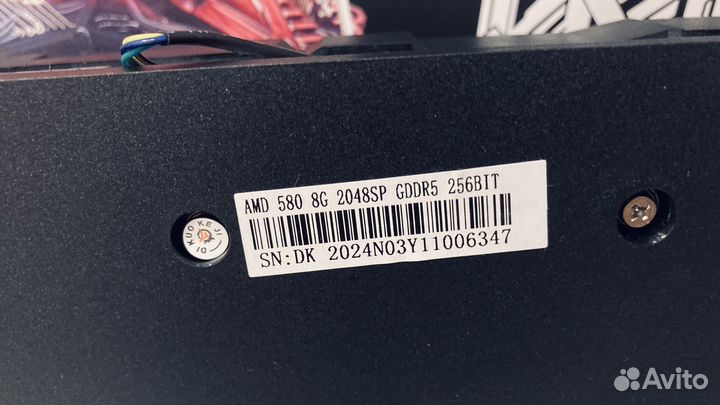 AMD 580 8G 2048SP GDDR5 256BIT
SN:DK 2024N03Y11006347
DI KUO KE JI
Avito